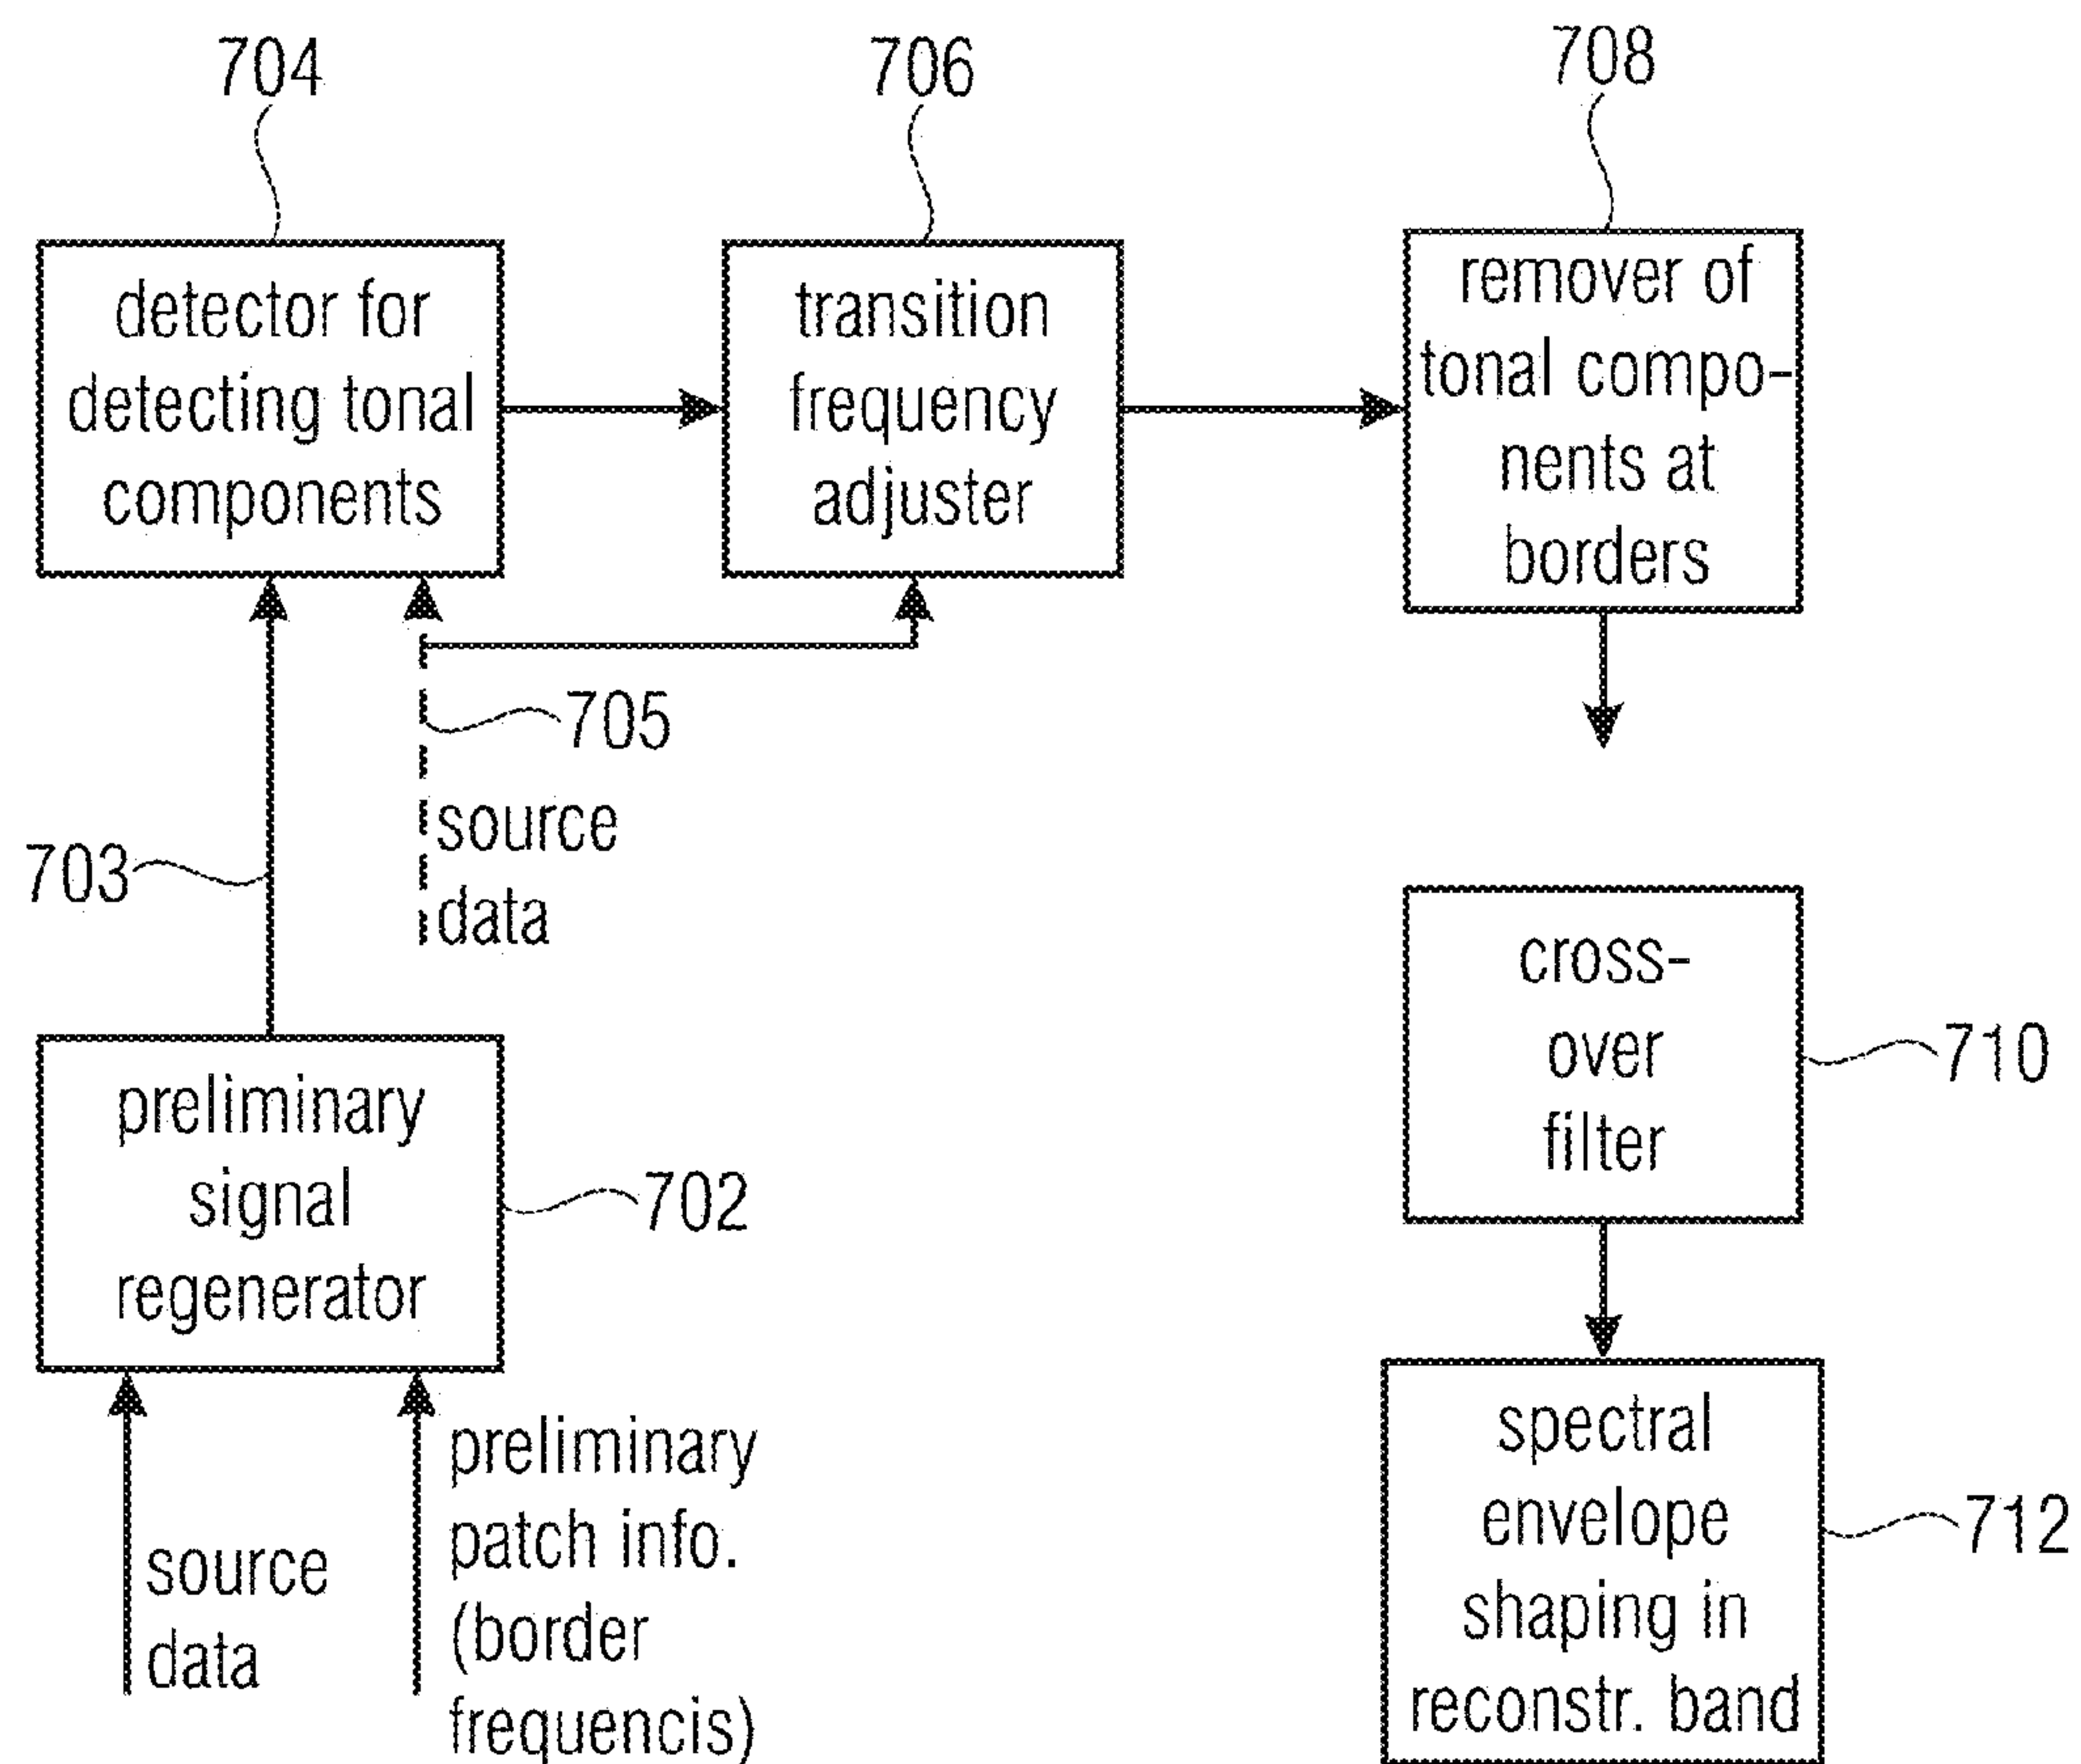 704
706
708
detector for
detecting tonal
components
transition
frequency
adjuster
remover of
tonal compo-
nents at
borders
705
source
data
703
cross-
over
filter
710
preliminary
signal
regenerator
702
source
data
preliminary
patch info.
(border
frequencis)
spectral
envelope
shaping in
reconstr. band
712